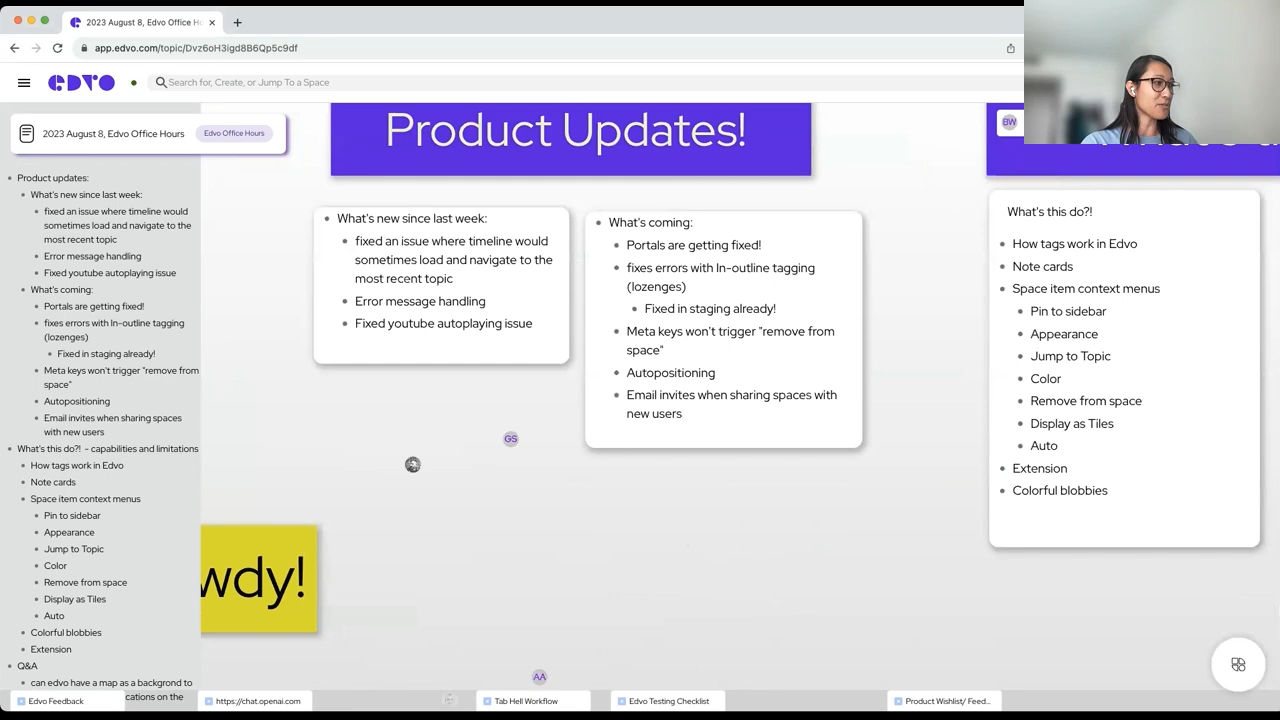 2023 August 8, Edvo Office H
app.edvo.com/topic/Dvz6oH3igd8B6Qp5c9df
EDVO
Search for, Create, or Jump To a Space
2023 August 8, Edvo Office Hours
Edvo Office Hours
Product updates:
What's new since last week:
fixed an issue where timeline would
sometimes load and navigate to the
most recent topic
Error message handling
Fixed youtube autoplaying issue
What's coming:
Portals are getting fixed!
fixes errors with In-outline tagging
(lozenges)
Fixed in staging already!
Meta keys won't trigger "remove from
space"
Autopositioning
Email invites when sharing spaces
with new users
What's this do?! - capabilities and limitations
How tags work in Edvo
Note cards
Space item context menus
Pin to sidebar
Appearance
Jump to Topic
Color
Remove from space
Display as Tiles
Auto
Colorful blobbies
Extension
Q&A
can edvo have a map as a backgrond to
cations on the
Product Updates!
What's new since last week:
fixed an issue where timeline would
sometimes load and navigate to the
most recent topic
Error message handling
Fixed youtube autoplaying issue
What's coming:
Portals are getting fixed!
fixes errors with In-outline tagging
(lozenges)
Fixed in staging already!
Meta keys won't trigger "remove from
space"
Autopositioning
Email invites when sharing spaces with
new users
BW
What's this do?!
How tags work in Edvo
Note cards
Space item context menus
Pin to sidebar
Appearance
Jump to Topic
Color
Remove from space
Display as Tiles
Auto
Extension
Colorful blobbies
GS
wdy!
AA
Edvo Feedback
https://chat.openai.com
Tab Hell Workflow
Edvo Testing Checklist
Product Wishlist/ Feed...